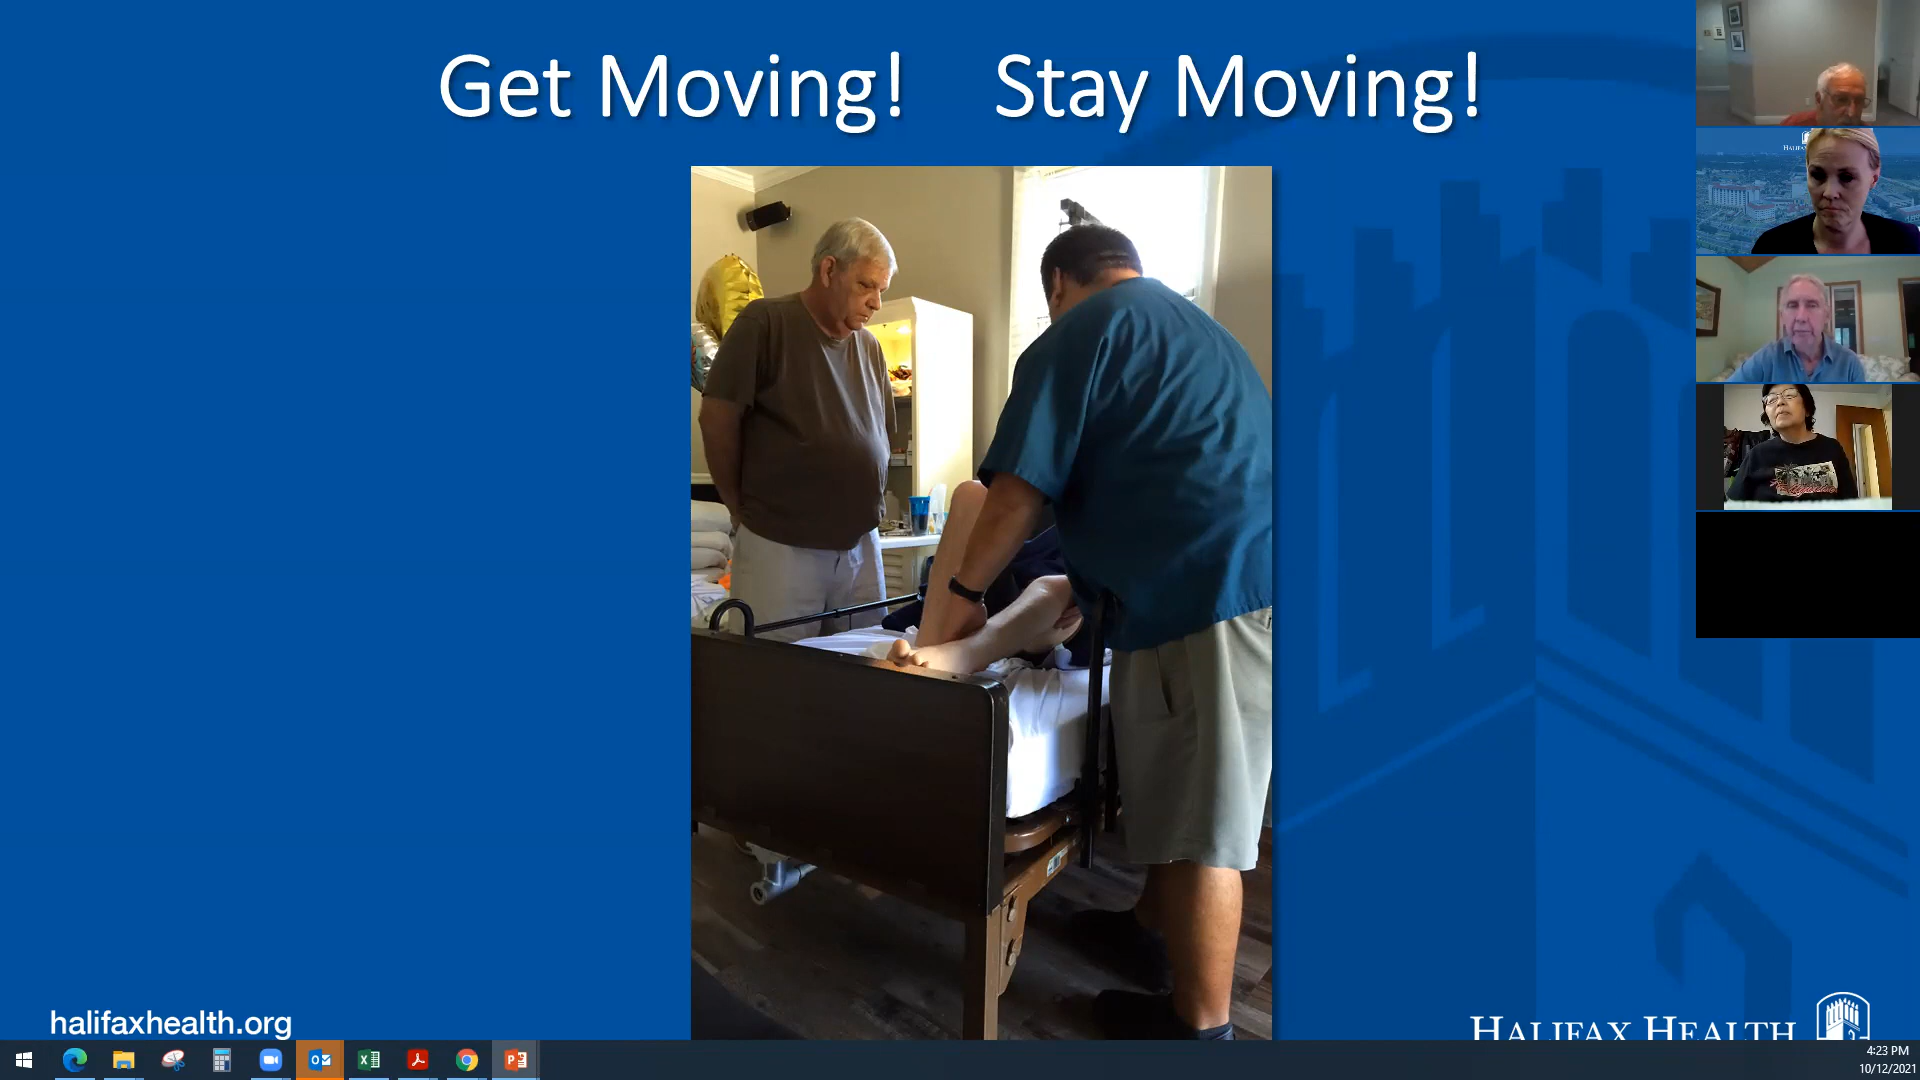 Get Moving! Stay Moving!
halifaxhealth.org
HALIFAX HEALTH
4:23 PM
10/12/2021